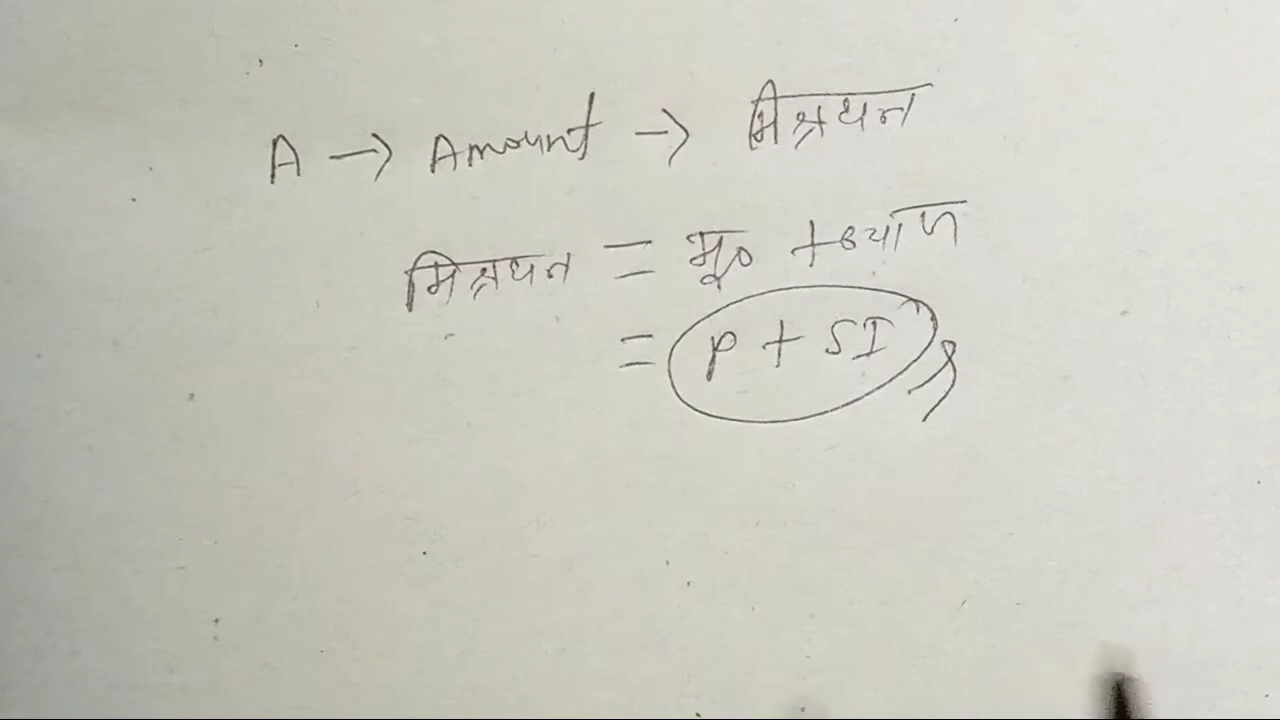 A → Amount → मिश्रधन
मिश्रधन = मू० + ब्याज
= P + SI